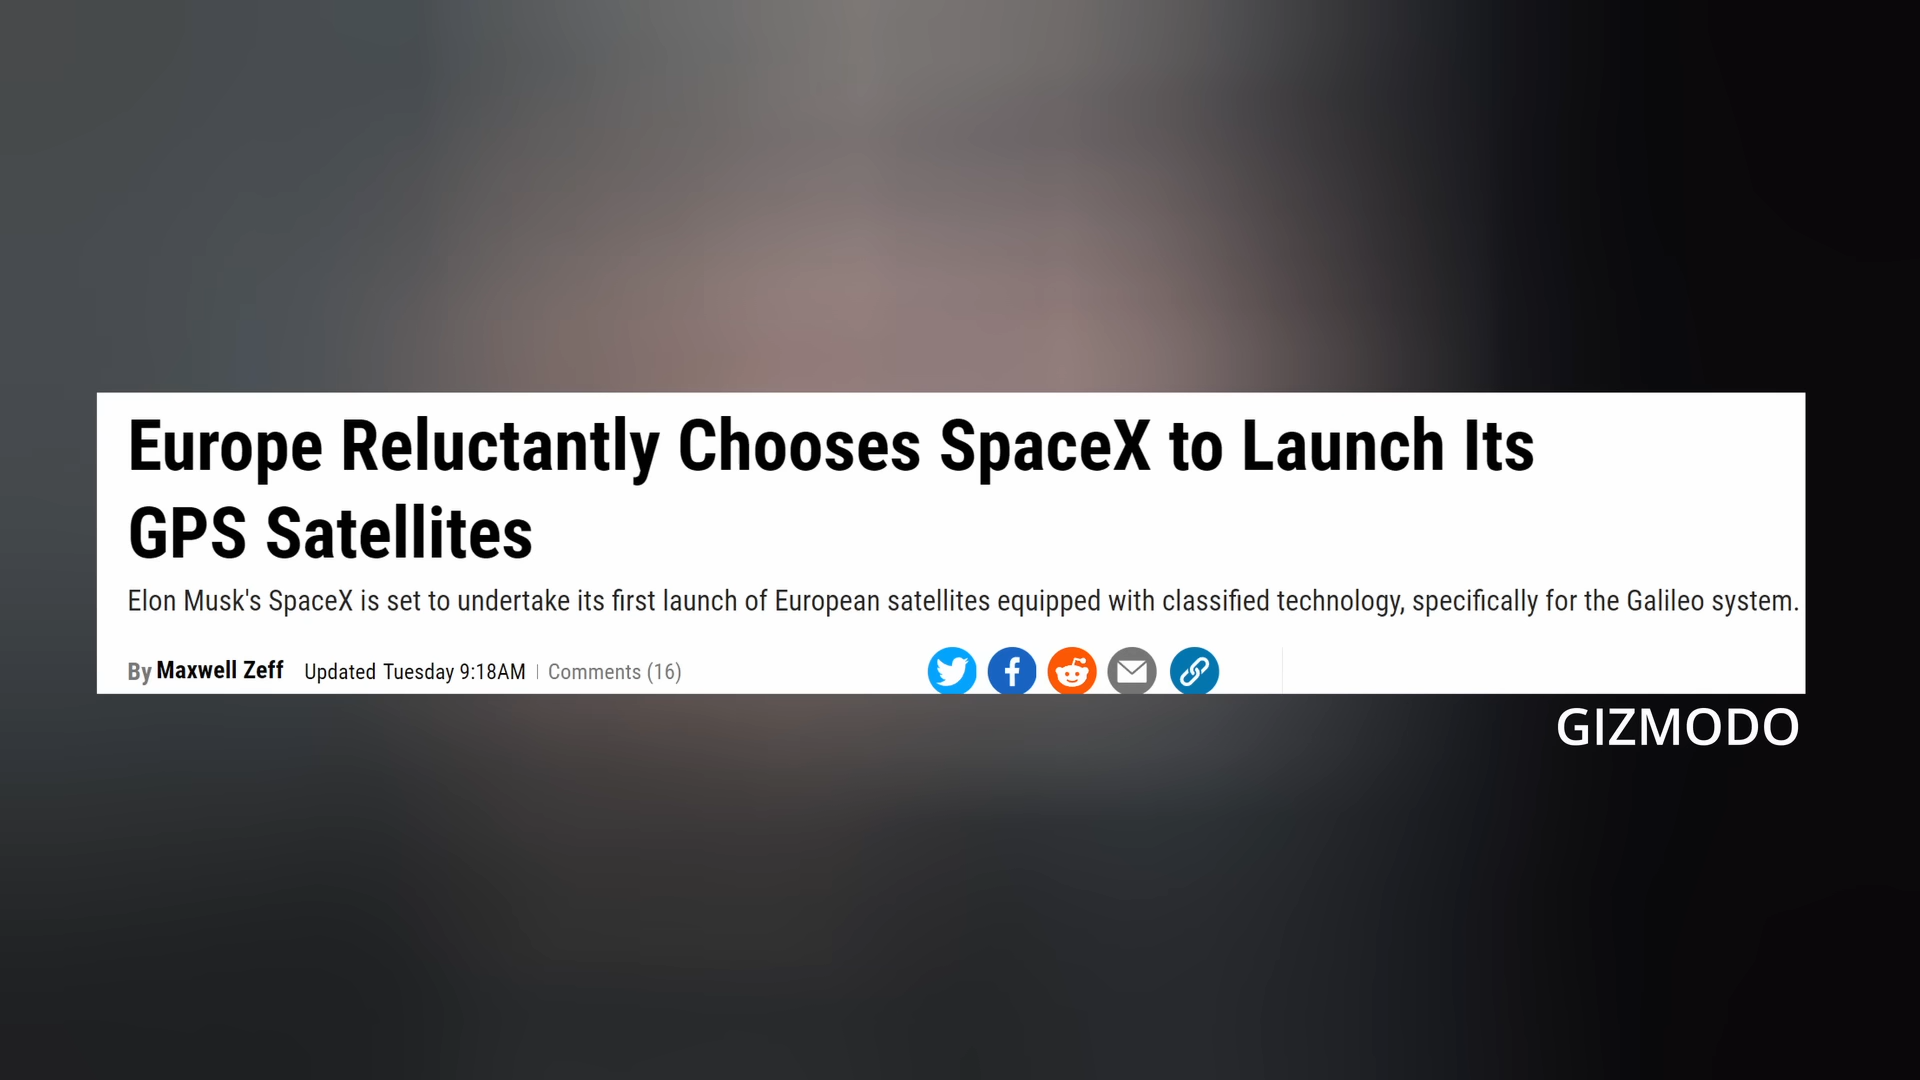 Europe Reluctantly Chooses SpaceX to Launch Its
GPS Satellites
Elon Musk's SpaceX is set to undertake its first launch of European satellites equipped with classified technology, specifically for the Galileo system.
By Maxwell Zeff Updated Tuesday 9:18AM Comments (16)
GIZMODO